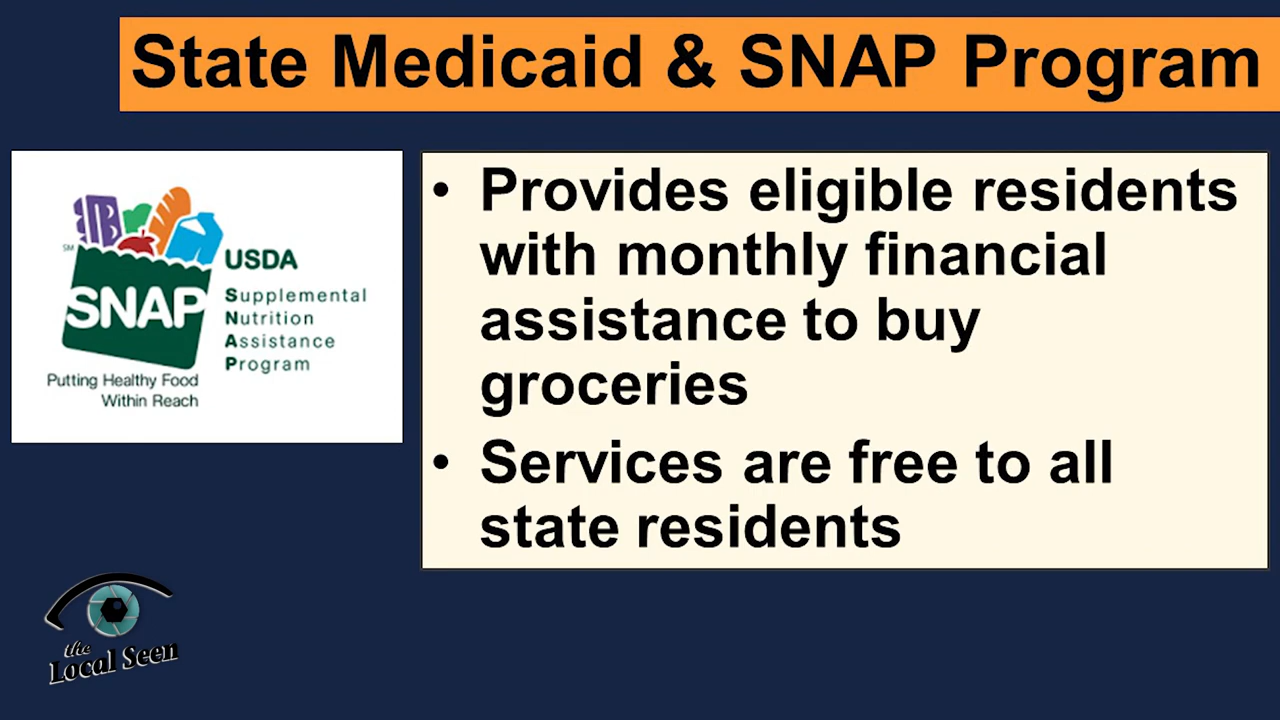 State Medicaid & SNAP Program
SM
SNAP
USDA
Supplemental
Nutrition
Assistance
Program
Putting Healthy Food
Within Reach
• Provides eligible residents
with monthly financial
assistance to buy
groceries
• Services are free to all
state residents
the
Local Seen